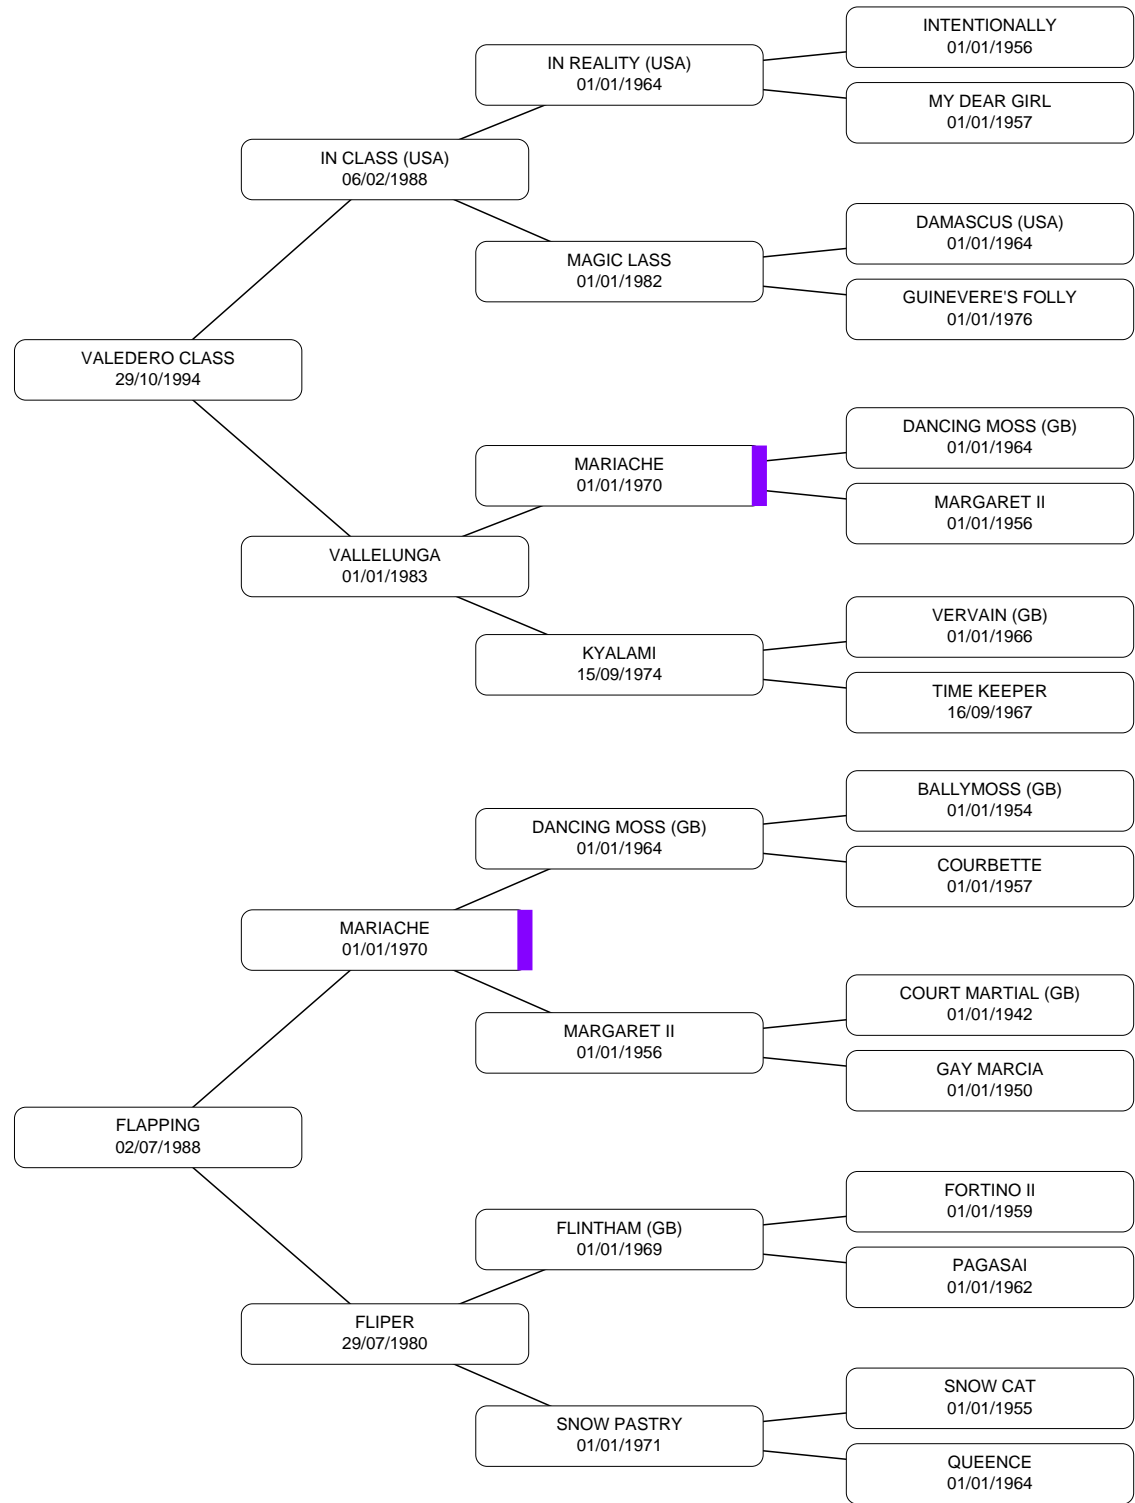 INTENTIONALLY
01/01/1956
IN REALITY (USA)
01/01/1964
MY DEAR GIRL
01/01/1957
IN CLASS (USA)
06/02/1988
DAMASCUS (USA)
01/01/1964
MAGIC LASS
01/01/1982
GUINEVERE'S FOLLY
01/01/1976
VALEDERO CLASS
29/10/1994
DANCING MOSS (GB)
01/01/1964
MARIACHE
01/01/1970
MARGARET II
01/01/1956
VALLELUNGA
01/01/1983
VERVAIN (GB)
01/01/1966
KYALAMI
15/09/1974
TIME KEEPER
16/09/1967
BALLYMOSS (GB)
01/01/1954
DANCING MOSS (GB)
01/01/1964
COURBETTE
01/01/1957
MARIACHE
01/01/1970
COURT MARTIAL (GB)
01/01/1942
MARGARET II
01/01/1956
GAY MARCIA
01/01/1950
FLAPPING
02/07/1988
FORTINO II
01/01/1959
FLINTHAM (GB)
01/01/1969
PAGASAI
01/01/1962
FLIPER
29/07/1980
SNOW CAT
01/01/1955
SNOW PASTRY
01/01/1971
QUEENCE
01/01/1964